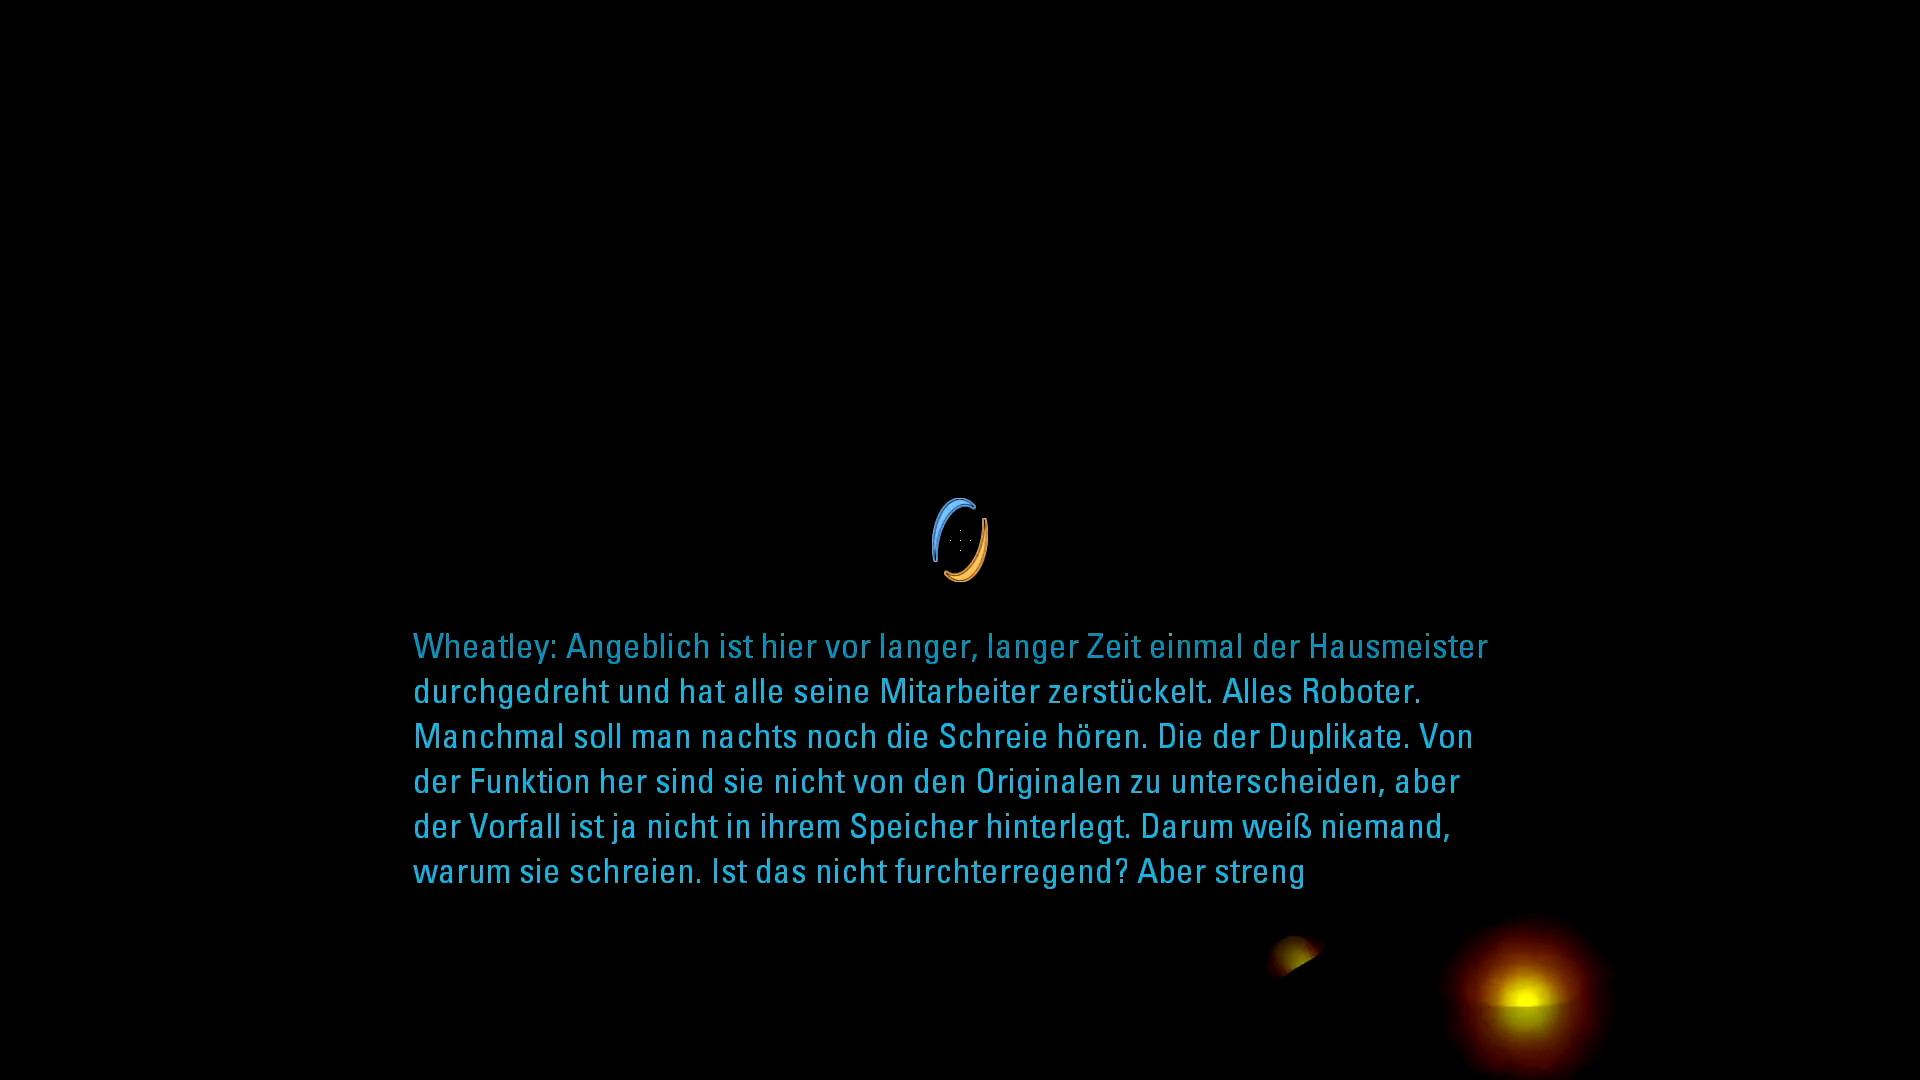 Wheatley: Angeblich ist hier vor langer, langer Zeit einmal der Hausmeister
durchgedreht und hat alle seine Mitarbeiter zerstückelt. Alles Roboter.
Manchmal soll man nachts noch die Schreie hören. Die der Duplikate. Von
der Funktion her sind sie nicht von den Originalen zu unterscheiden, aber
der Vorfall ist ja nicht in ihrem Speicher hinterlegt. Darum weiß niemand,
warum sie schreien. Ist das nicht furchterregend? Aber streng